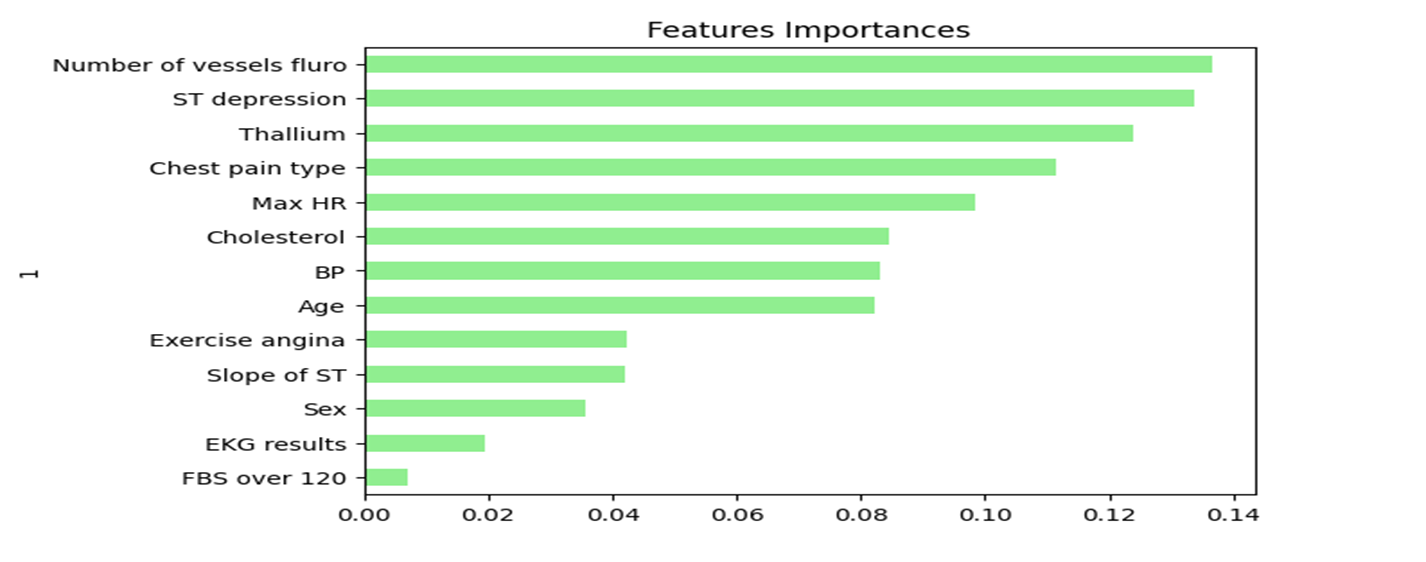 Features Importances
Number of vessels fluro
ST depression
Thallium
Chest pain type
Max HR
Cholesterol
BP
Age
Exercise angina
Slope of ST
Sex
EKG results
FBS over 120
0.00 0.02 0.04 0.06 0.08 0.10 0.12 0.14
1